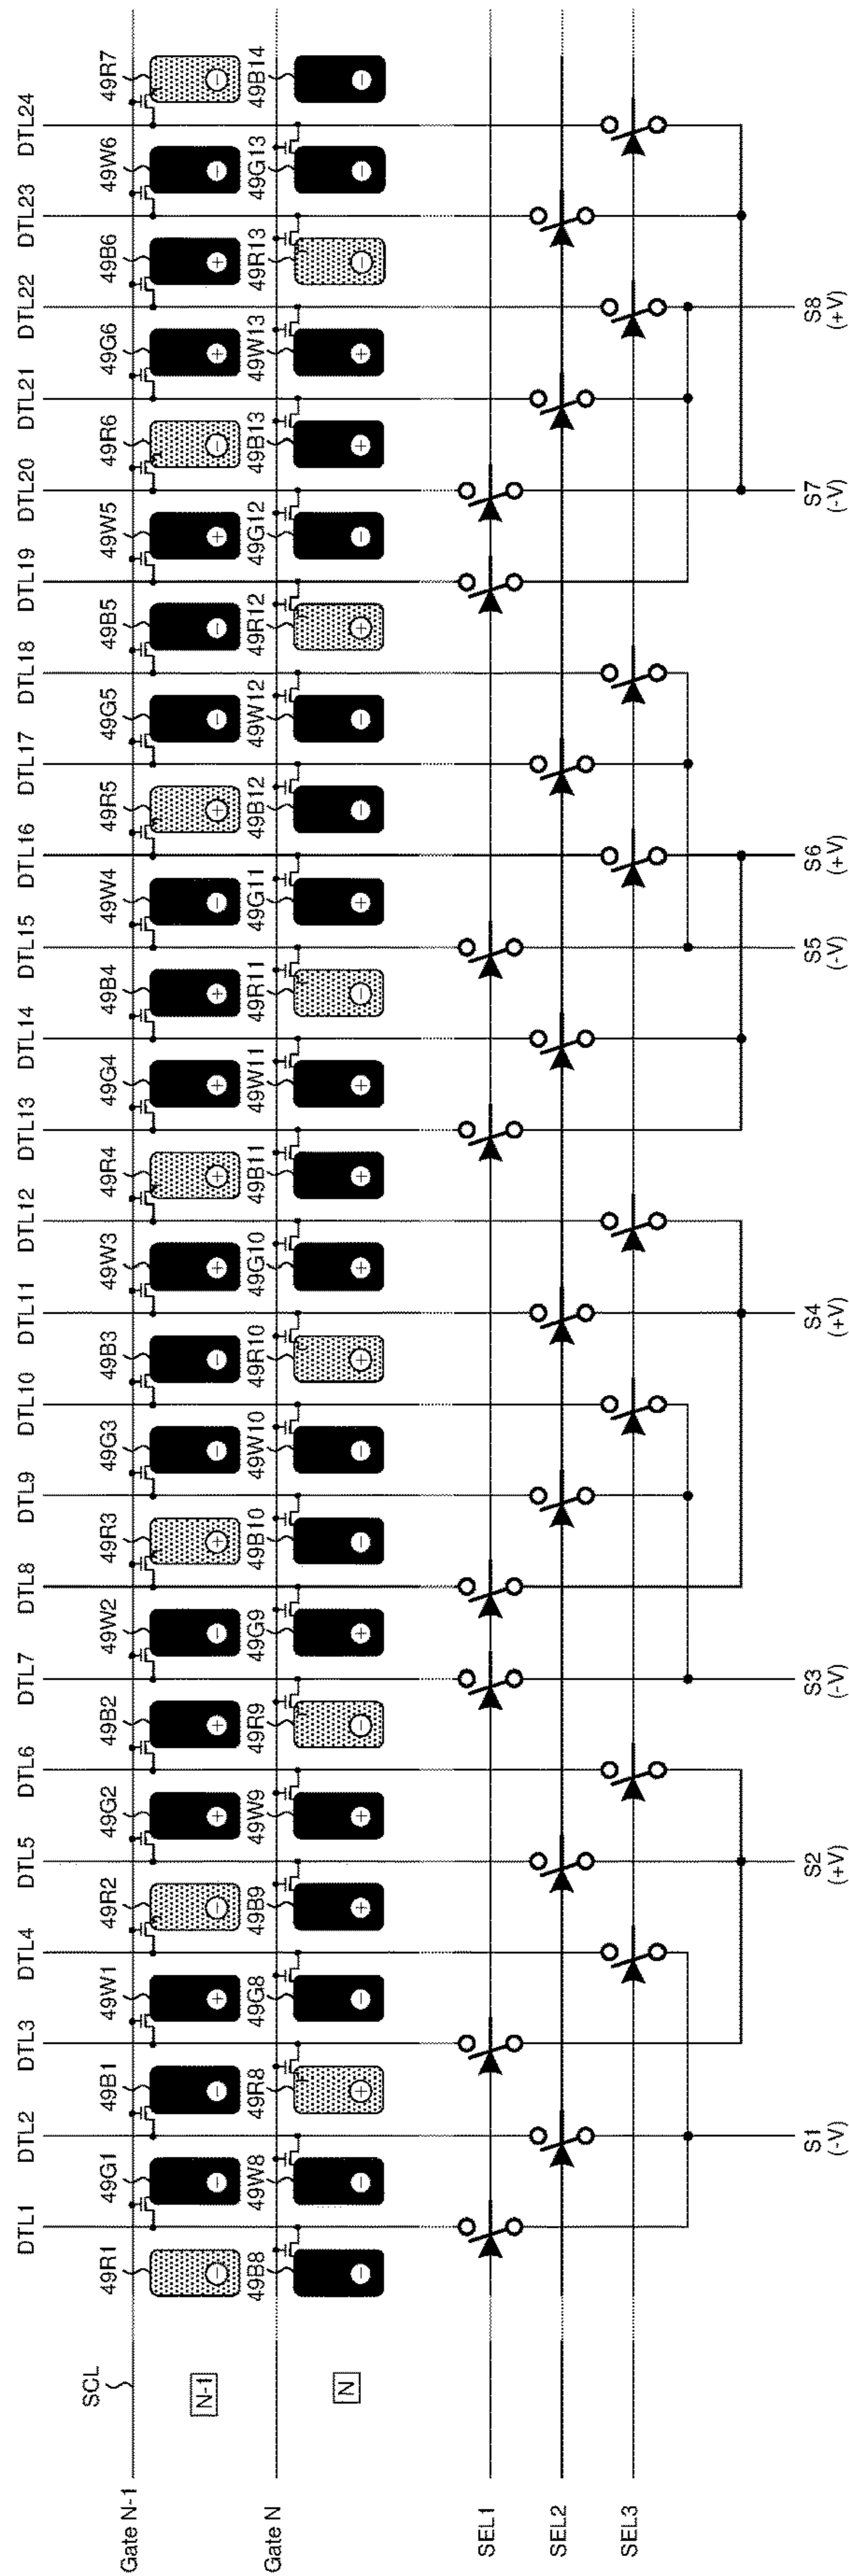 DTL1 DTL2 DTL3 DTL4 DTL5 DTL6 DTL7 DTL8 DTL9 DTL10 DTL11 DTL12 DTL13 DTL14 DTL15 DTL16 DTL17 DTL18 DTL19 DTL20 DTL21 DTL22 DTL23 DTL24
SCL
49R1 49G1 49B1 49W1 49R2 49G2 49B2 49W2 49R3 49G3 49B3 49W3 49R4 49G4 49B4 49W4 49R5 49G5 49B5 49W5 49R6 49G6 49B6 49W6 49R7
Gate N-1
N-1 − − − + − + + − + − − + + + + − + − − + − + + − −
49B8 49W8 49R8 49G8 49B9 49W9 49R9 49G9 49B10 49W10 49R10 49G10 49B11 49W11 49R11 49G11 49B12 49W12 49R12 49G12 49B13 49W13 49R13 49G13 49B14
Gate N
N − − + − + + − + − − + + + + − + − − + − + + − − −
SEL1
SEL2
SEL3
S1 S2 S3 S4 S5 S6 S7 S8
(-V) (+V) (-V) (+V) (-V) (+V) (-V) (+V)